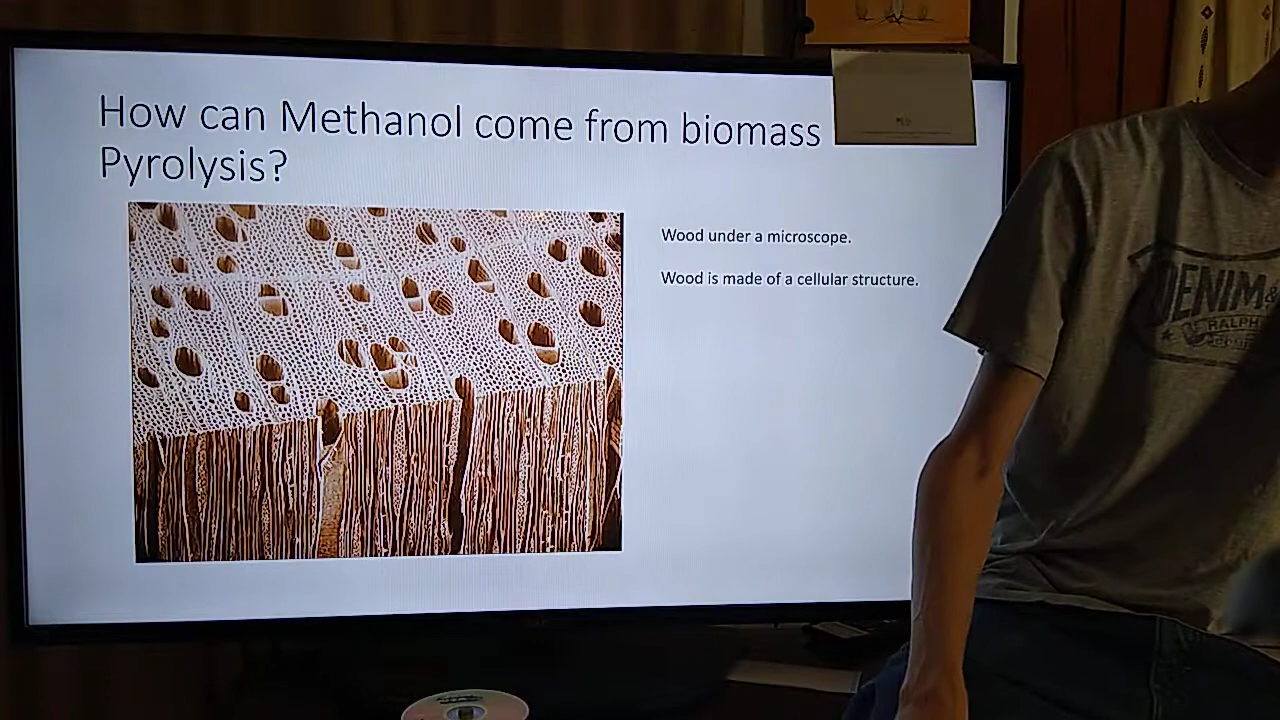 How can Methanol come from biomass
Pyrolysis?
Wood under a microscope.
Wood is made of a cellular structure.
DENIM &
RALPH